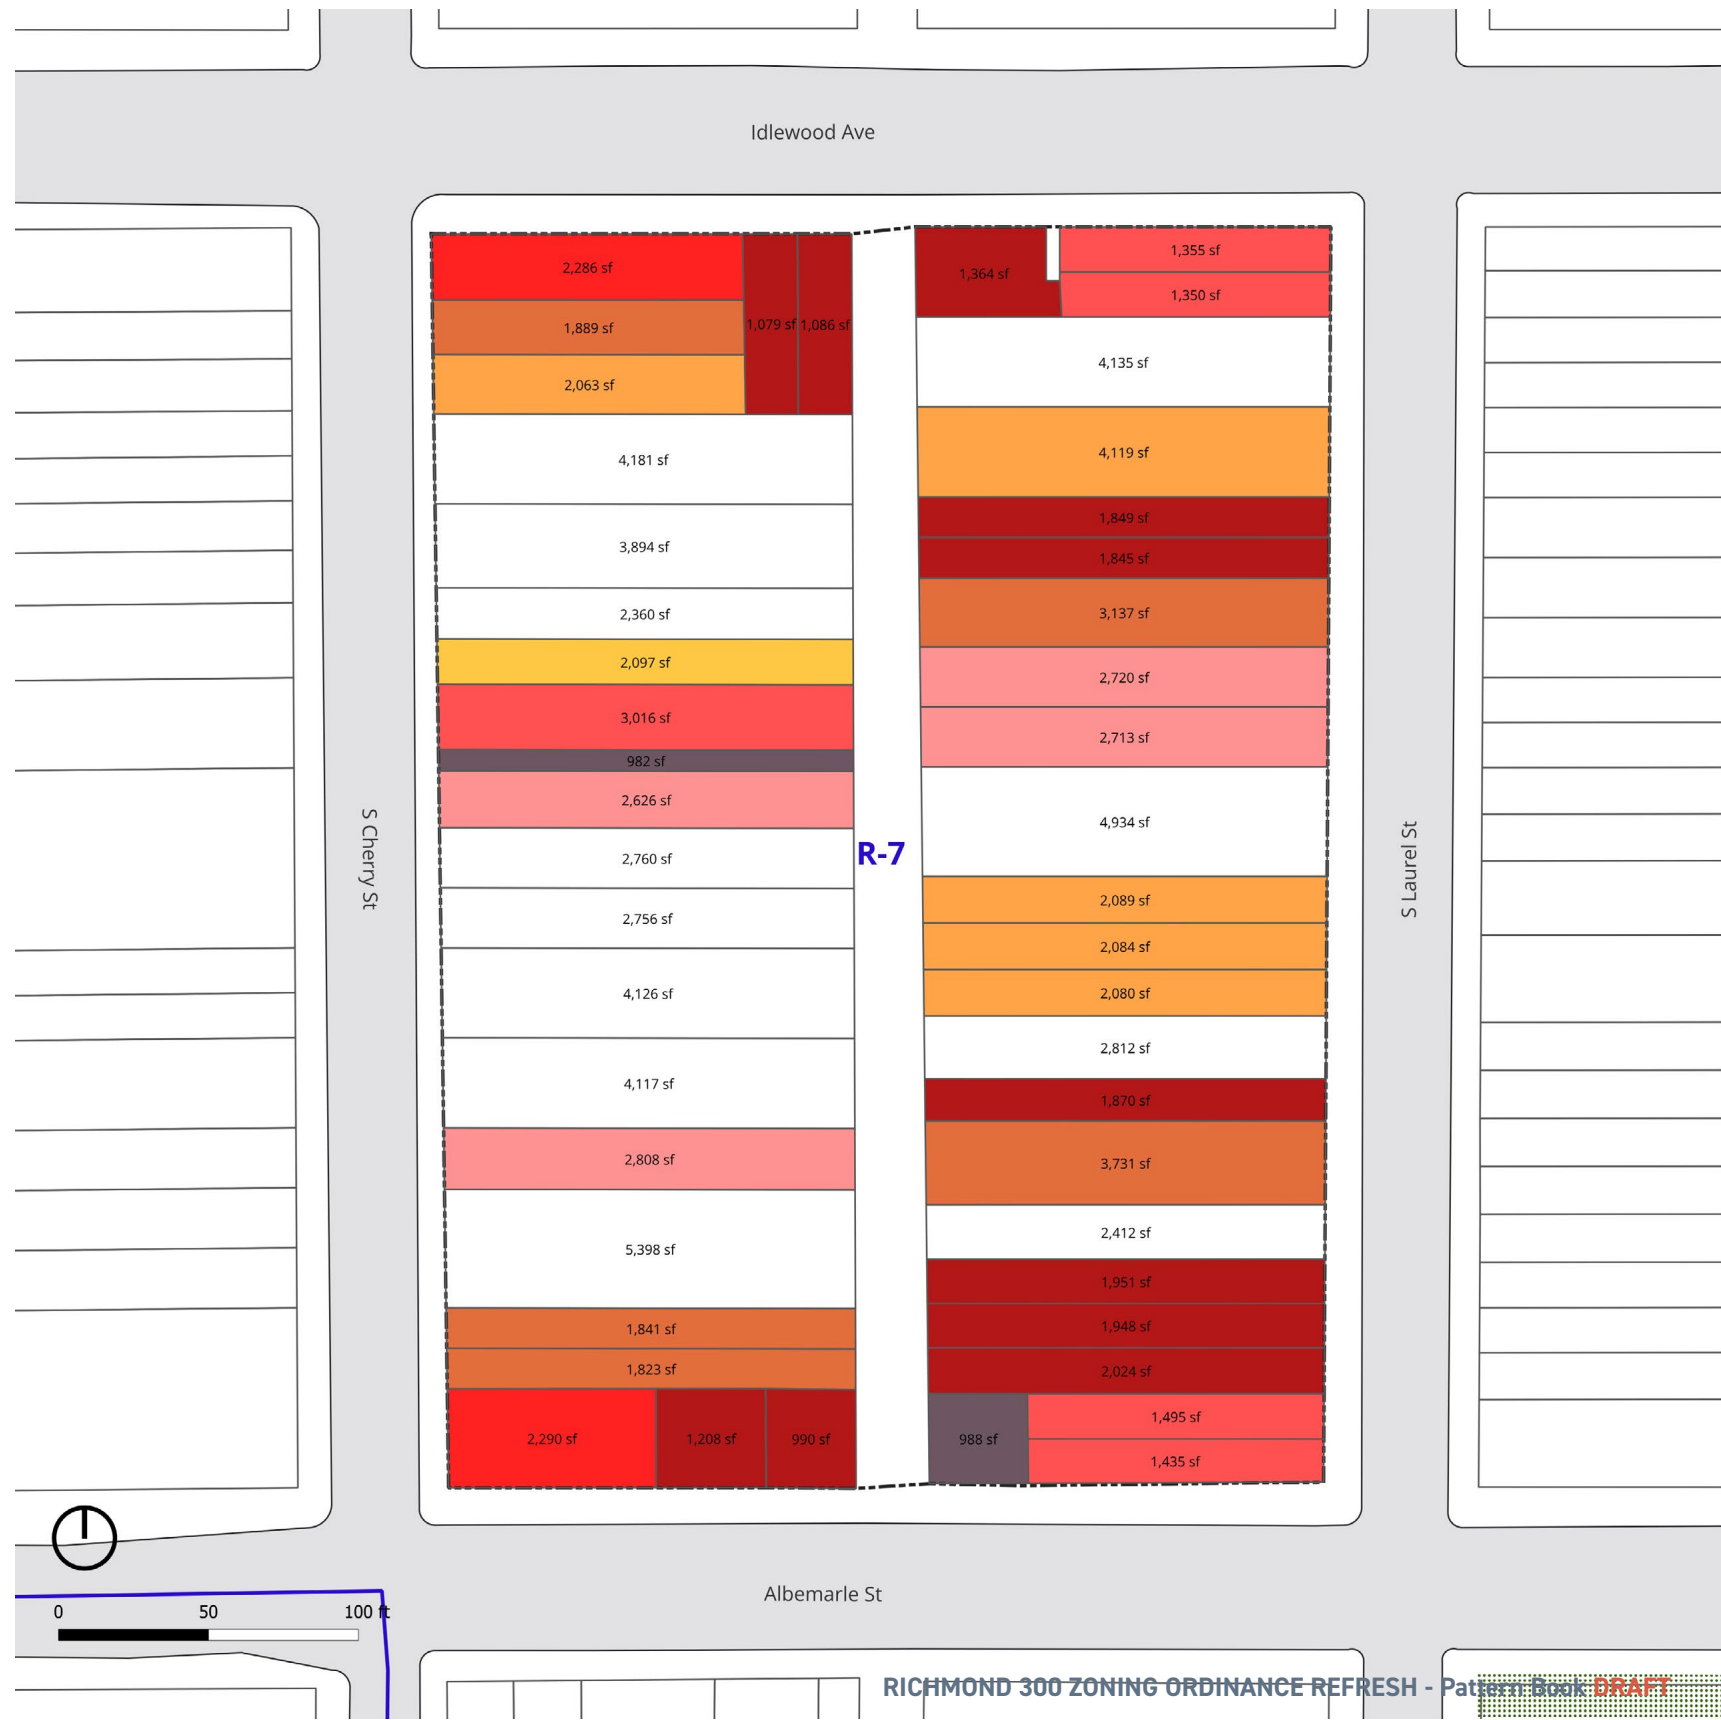 Idlewood Ave
2,286 sf
1,889 sf
2,063 sf
1,079 sf
1,086 sf
4,181 sf
3,894 sf
2,360 sf
2,097 sf
3,016 sf
982 sf
2,626 sf
2,760 sf
2,756 sf
4,126 sf
4,117 sf
2,808 sf
5,398 sf
1,841 sf
1,823 sf
2,290 sf
1,208 sf
990 sf
S Cherry St
R-7
1,364 sf
1,355 sf
1,350 sf
4,135 sf
4,119 sf
1,849 sf
1,845 sf
3,137 sf
2,720 sf
2,713 sf
4,934 sf
2,089 sf
2,084 sf
2,080 sf
2,812 sf
1,870 sf
3,731 sf
2,412 sf
1,951 sf
1,948 sf
2,024 sf
988 sf
1,495 sf
1,435 sf
S Laurel St
Albemarle St
0 50 100 ft
RICHMOND 300 ZONING ORDINANCE REFRESH - Pattern Book DRAFT